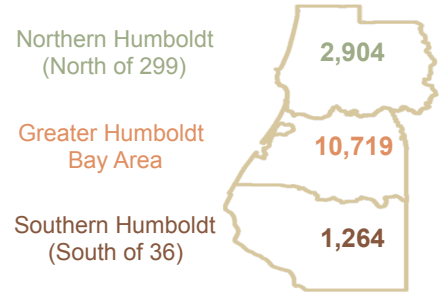 Northern Humboldt
(North of 299)
2,904
Greater Humboldt
Bay Area
10,719
Southern Humboldt
(South of 36)
1,264